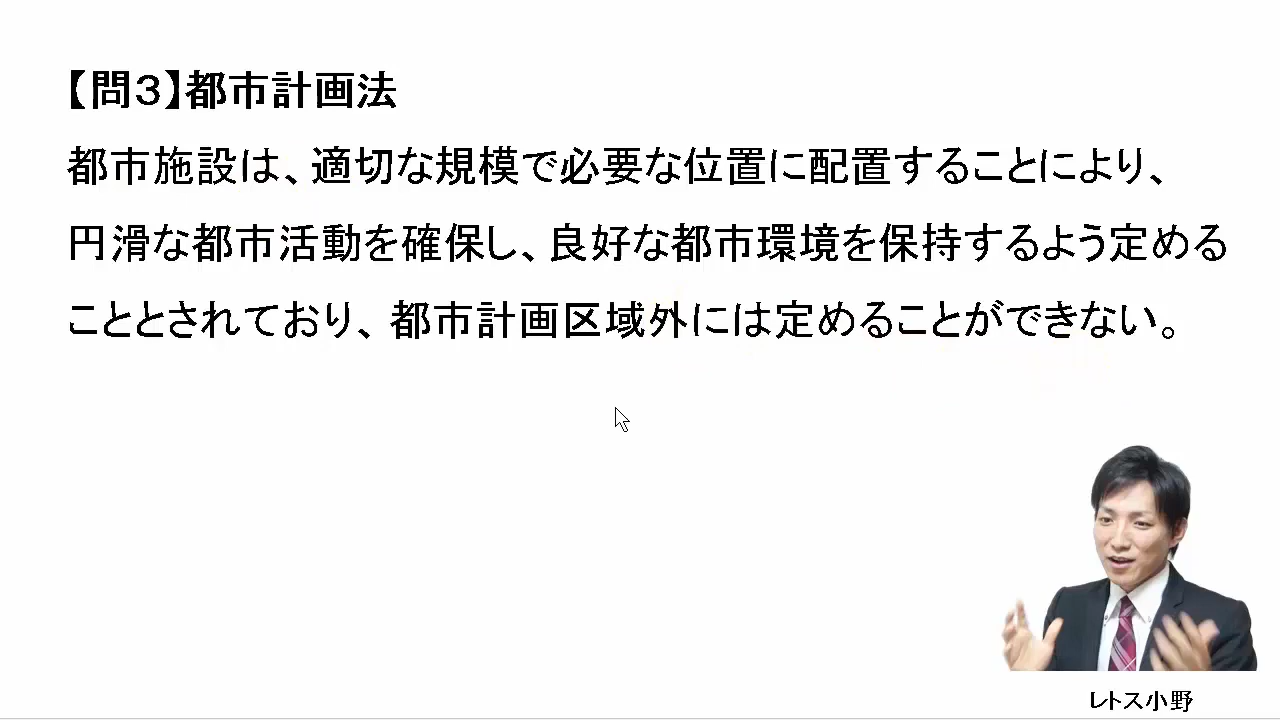 【問３】都市計画法
都市施設は、適切な規模で必要な位置に配置することにより、
円滑な都市活動を確保し、良好な都市環境を保持するよう定める
こととされており、都市計画区域外には定めることができない。
レトス小野